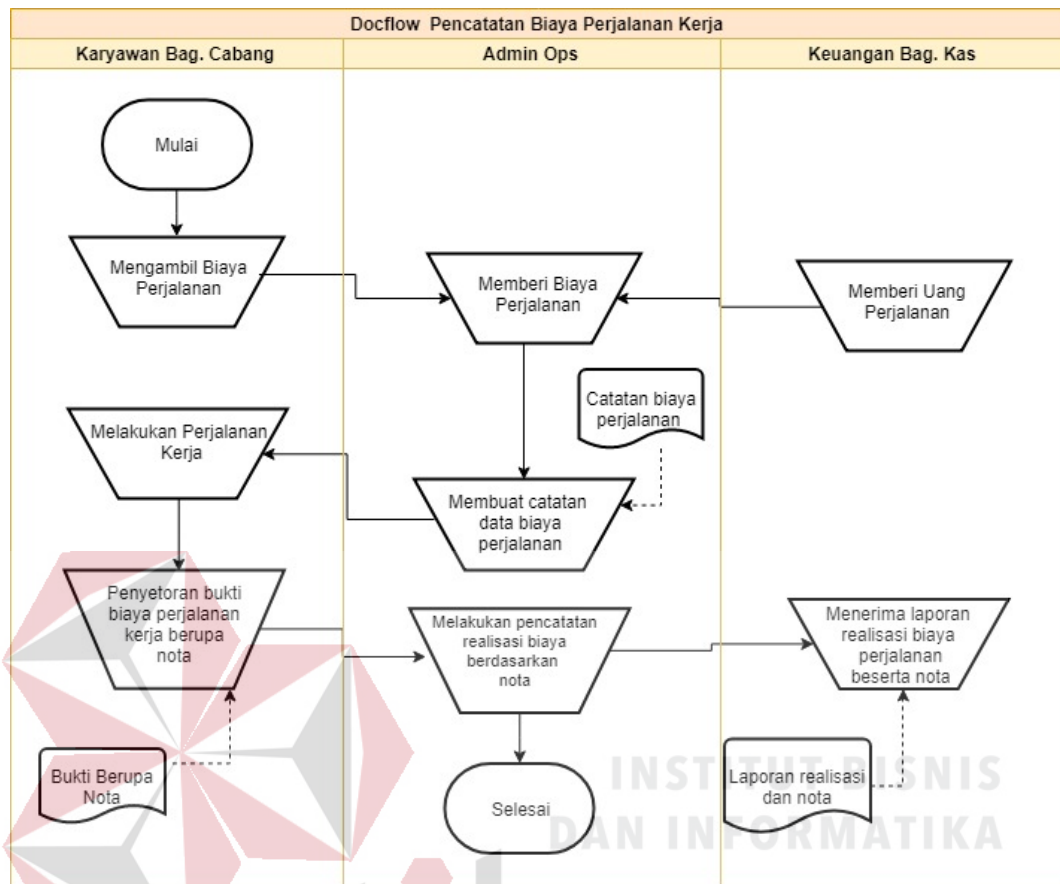 Docflow Pencatatan Biaya Perjalanan Kerja
Karyawan Bag. Cabang
Admin Ops
Keuangan Bag. Kas
Mulai
Mengambil Biaya
Perjalanan
Memberi Biaya
Perjalanan
Memberi Uang
Perjalanan
Catatan biaya
perjalanan
Melakukan Perjalanan
Kerja
Membuat catatan
data biaya
perjalanan
Penyetoran bukti
biaya perjalanan
kerja berupa
nota
Melakukan pencatatan
realisasi biaya
berdasarkan
nota
Menerima laporan
realisasi biaya
perjalanan
beserta nota
Bukti Berupa
Nota
Selesai
Laporan realisasi
dan nota
INSTITUT BISNIS
DAN INFORMATIKA